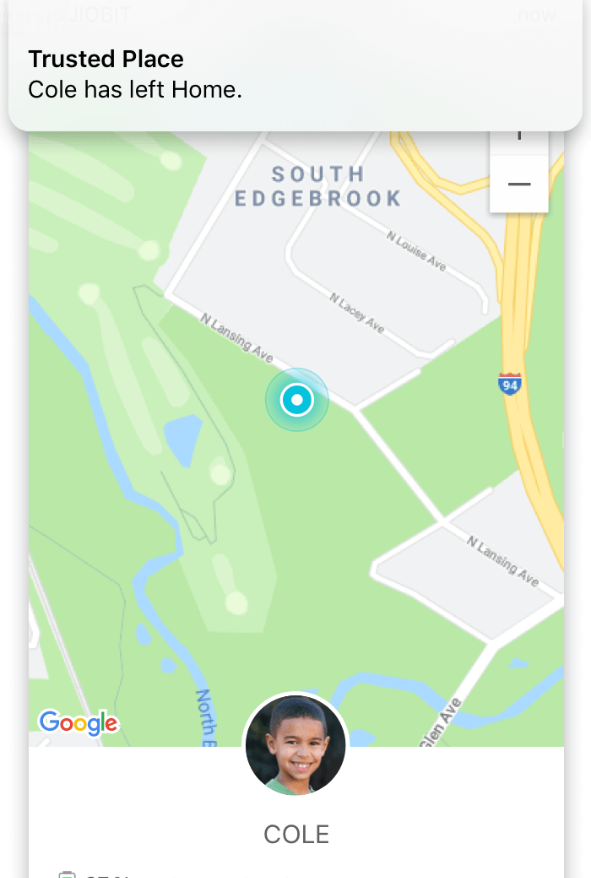 JIOBIT now
Trusted Place
Cole has left Home.
SOUTH
EDGEBROOK
N Louise Ave
N Lacey Ave
N Lansing Ave
94
N Lansing Ave
Google
North
Glen Ave
COLE